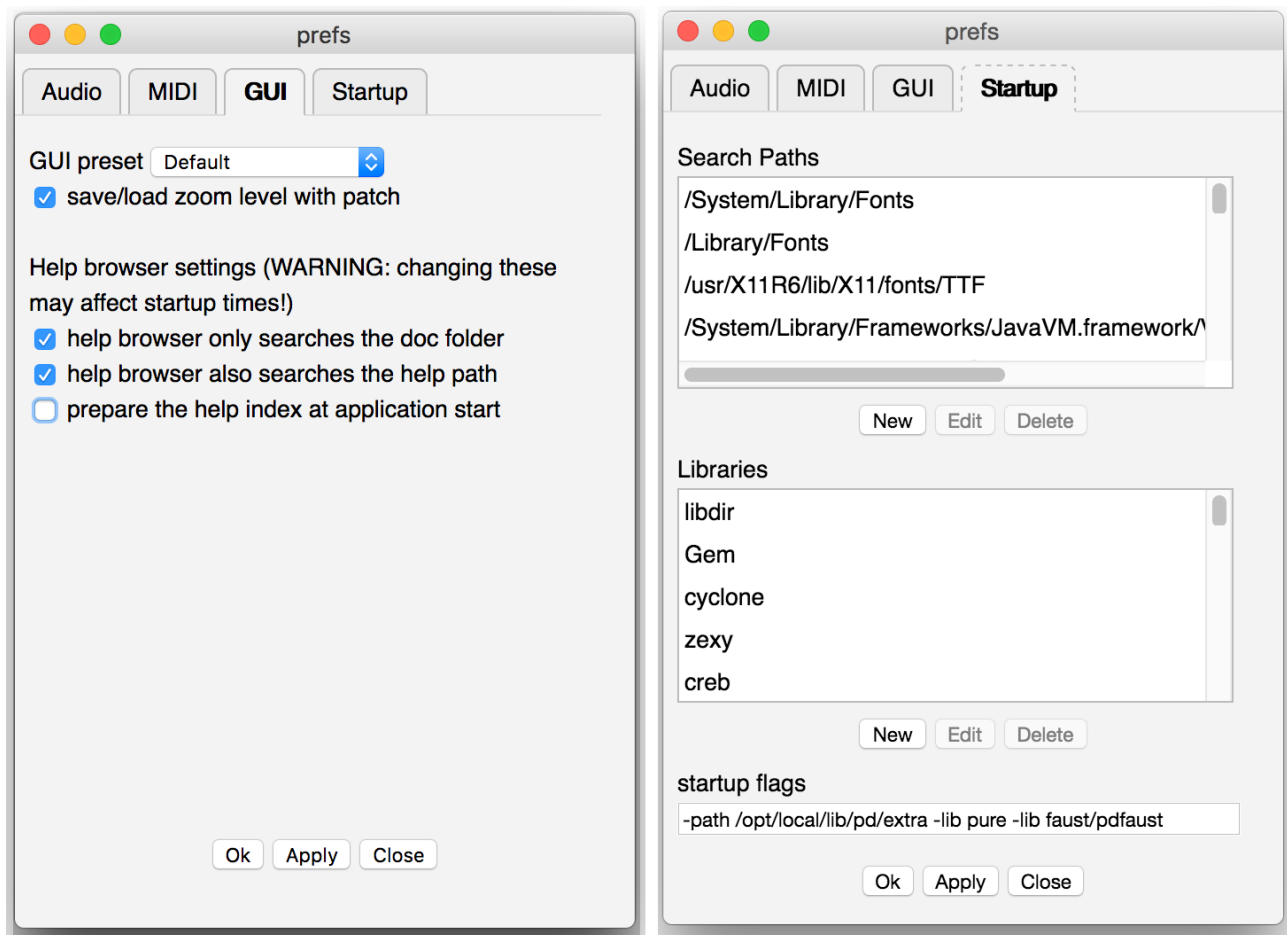 prefs
Audio MIDI GUI Startup
GUI preset Default
save/load zoom level with patch
Help browser settings (WARNING: changing these
may affect startup times!)
help browser only searches the doc folder
help browser also searches the help path
prepare the help index at application start
Ok Apply Close
prefs
Audio MIDI GUI Startup
Search Paths
/System/Library/Fonts
/Library/Fonts
/usr/X11R6/lib/X11/fonts/TTF
/System/Library/Frameworks/JavaVM.framework/
New Edit Delete
Libraries
libdir
Gem
cyclone
zexy
creb
New Edit Delete
startup flags
-path /opt/local/lib/pd/extra -lib pure -lib faust/pdfaust
Ok Apply Close